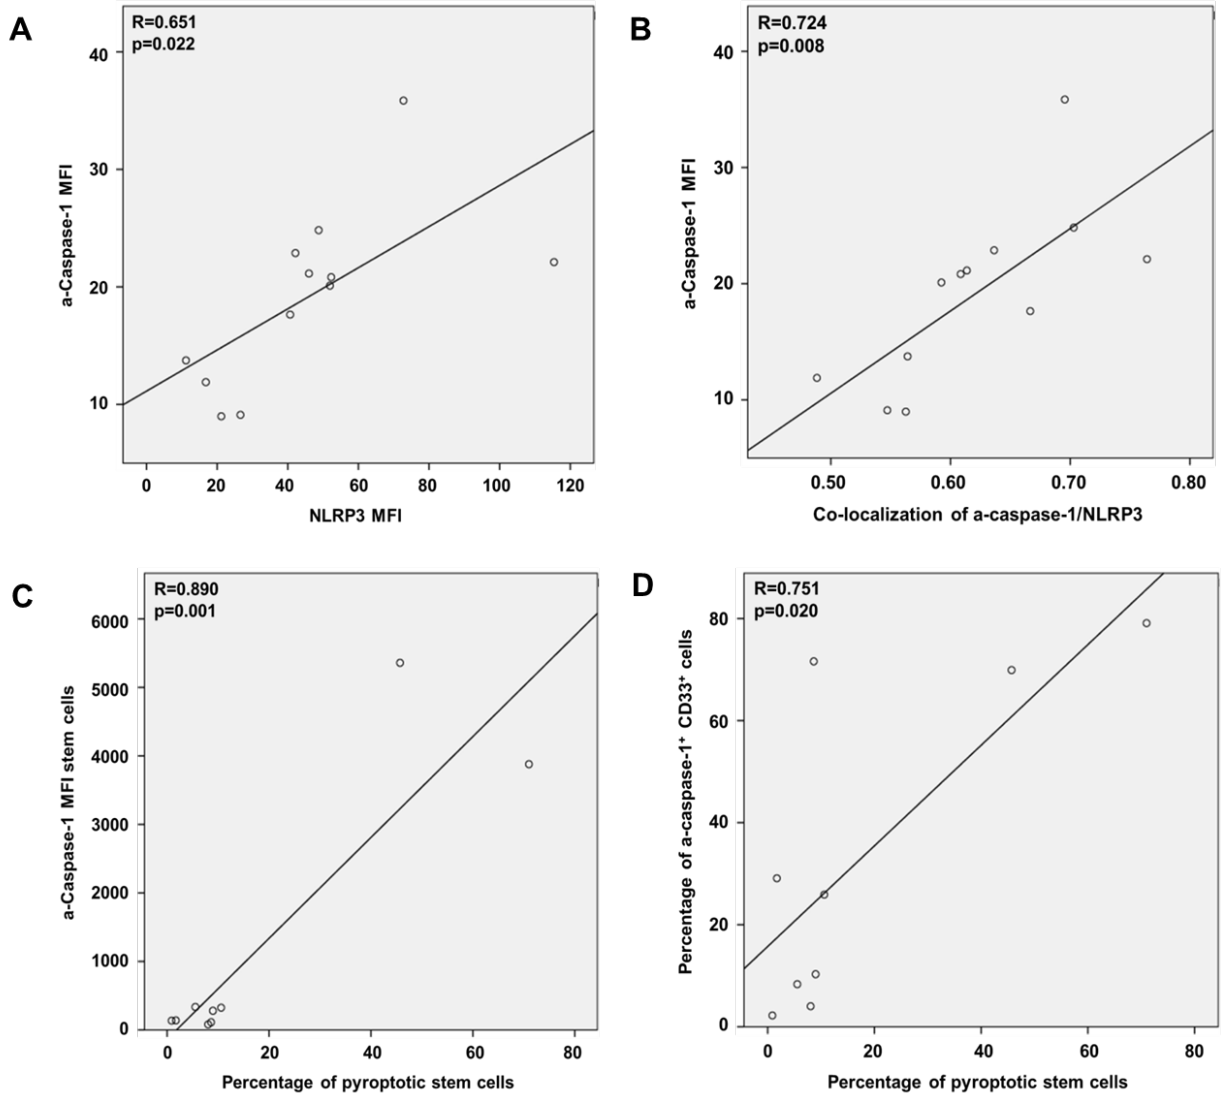 A
R=0.651
p=0.022
40
30
20
10
a-Caspase-1 MFI
0 20 40 60 80 100 120
NLRP3 MFI
B
R=0.724
p=0.008
40
30
20
10
a-Caspase-1 MFI
0.50 0.60 0.70 0.80
Co-localization of a-caspase-1/NLRP3
C
R=0.890
p=0.001
6000
5000
4000
3000
2000
1000
0
a-Caspase-1 MFI stem cells
0 20 40 60 80
Percentage of pyroptotic stem cells
D
R=0.751
p=0.020
80
60
40
20
0
Percentage of a-caspase-1⁺ CD33⁺ cells
0 20 40 60 80
Percentage of pyroptotic stem cells